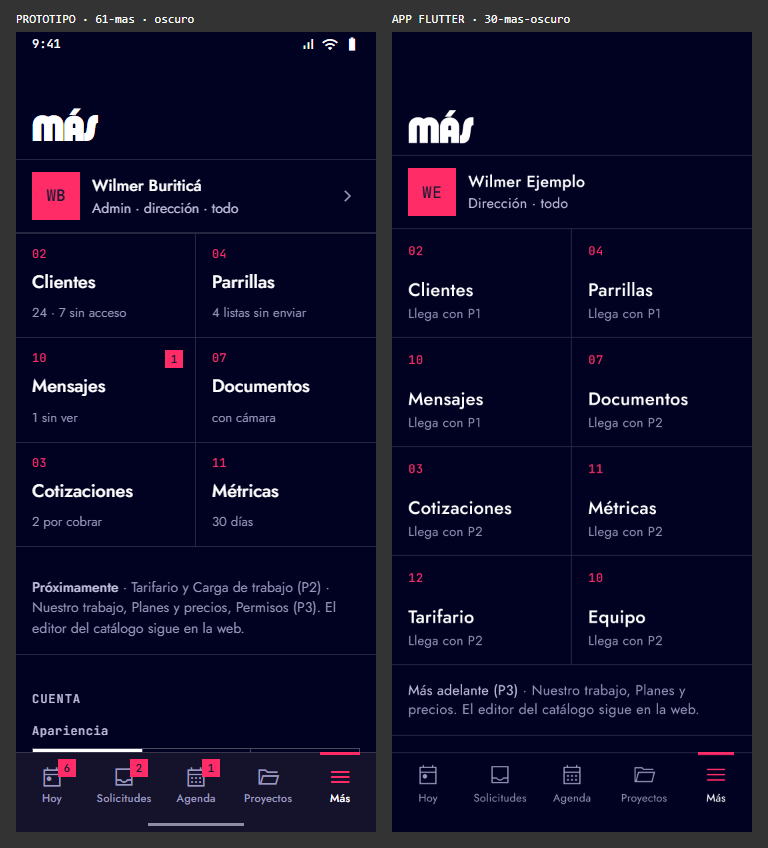 PROTOTIPO · 61-mas · oscuro
9:41
MÁS
WB
Wilmer Buriticá
Admin · dirección · todo
02
Clientes
24 · 7 sin acceso
04
Parrillas
4 listas sin enviar
10
1
Mensajes
1 sin ver
07
Documentos
con cámara
03
Cotizaciones
2 por cobrar
11
Métricas
30 días
Próximamente · Tarifario y Carga de trabajo (P2) ·
Nuestro trabajo, Planes y precios, Permisos (P3). El
editor del catálogo sigue en la web.
CUENTA
Apariencia
6
Hoy
2
Solicitudes
1
Agenda
Proyectos
Más
APP FLUTTER · 30-mas-oscuro
MÁS
WE
Wilmer Ejemplo
Dirección · todo
02
Clientes
Llega con P1
04
Parrillas
Llega con P1
10
Mensajes
Llega con P1
07
Documentos
Llega con P2
03
Cotizaciones
Llega con P2
11
Métricas
Llega con P2
12
Tarifario
Llega con P2
10
Equipo
Llega con P2
Más adelante (P3) · Nuestro trabajo, Planes y
precios. El editor del catálogo sigue en la web.
Hoy
Solicitudes
Agenda
Proyectos
Más